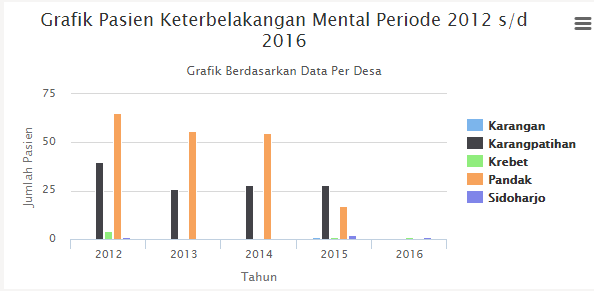 Grafik Pasien Keterbelakangan Mental Periode 2012 s/d
2016
Grafik Berdasarkan Data Per Desa
Jumlah Pasien
75
50
25
0
2012 2013 2014 2015 2016
Tahun
Karangan
Karangpatihan
Krebet
Pandak
Sidoharjo